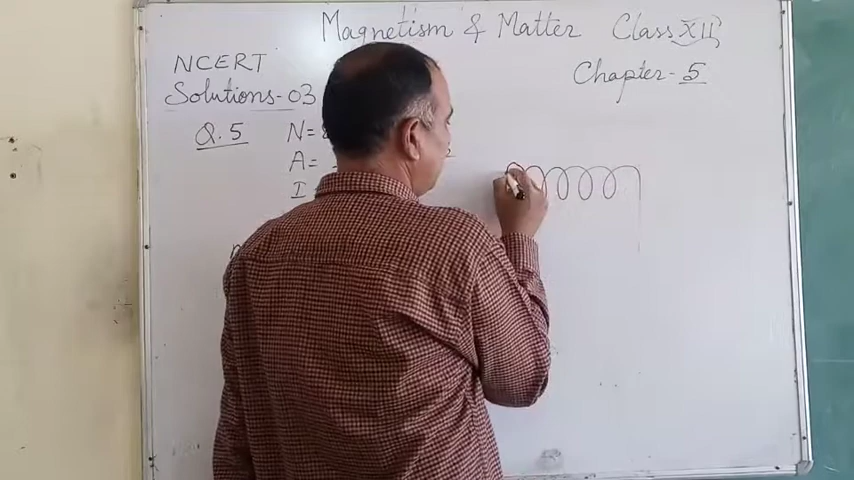 Magnetism & Matter Class XII
NCERT
Solutions-03
Chapter-5
Q.5 N=
A=
I